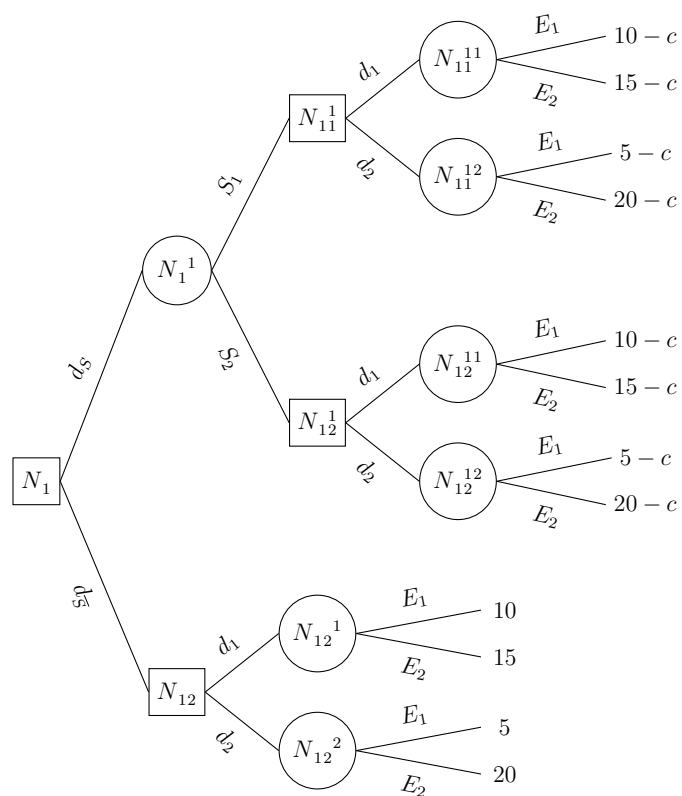 E₁
10 − c
N₁₁¹¹
d₁
E₂
15 − c
N₁₁¹
S₁
d₂
E₁
5 − c
N₁₁¹²
E₂
20 − c
N₁¹
d_S
S₂
E₁
10 − c
N₁₂¹¹
d₁
E₂
15 − c
N₁₂¹
d₂
E₁
5 − c
N₁₂¹²
E₂
20 − c
N₁
d_S̅
E₁
10
N₁₂¹
d₁
E₂
15
N₁₂
d₂
E₁
5
N₁₂²
E₂
20